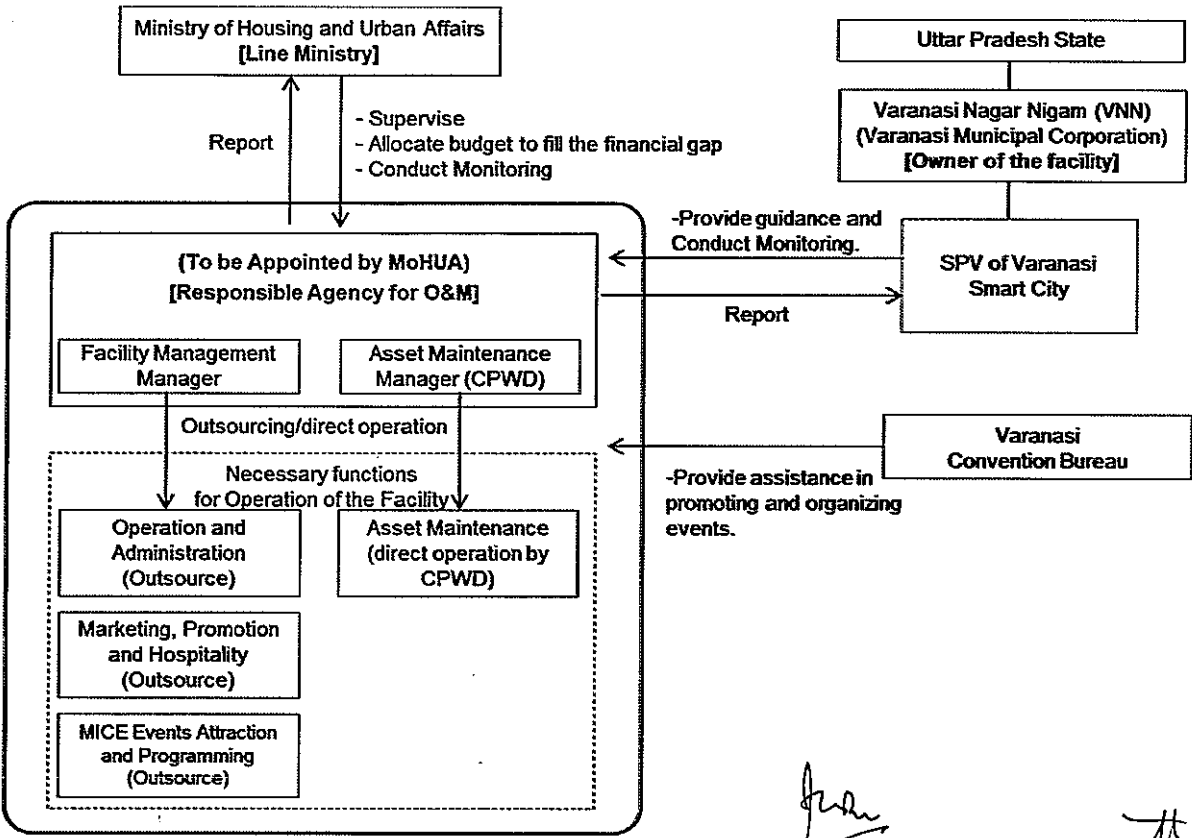 Ministry of Housing and Urban Affairs
[Line Ministry]
Uttar Pradesh State
Varanasi Nagar Nigam (VNN)
(Varanasi Municipal Corporation)
[Owner of the facility]
Report
- Supervise
- Allocate budget to fill the financial gap
- Conduct Monitoring
-Provide guidance and
Conduct Monitoring.
SPV of Varanasi
Smart City
Report
(To be Appointed by MoHUA)
[Responsible Agency for O&M]
Facility Management
Manager
Asset Maintenance
Manager (CPWD)
Outsourcing/direct operation
Varanasi
Convention Bureau
-Provide assistance in
promoting and organizing
events.
Necessary functions
for Operation of the Facility
Operation and
Administration
(Outsource)
Asset Maintenance
(direct operation by
CPWD)
Marketing, Promotion
and Hospitality
(Outsource)
MICE Events Attraction
and Programming
(Outsource)